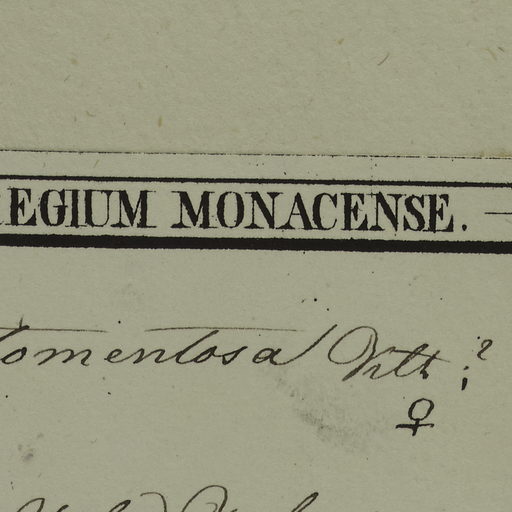 EGIUM MONACENSE. —
tomentosa Vitt ;?
♀